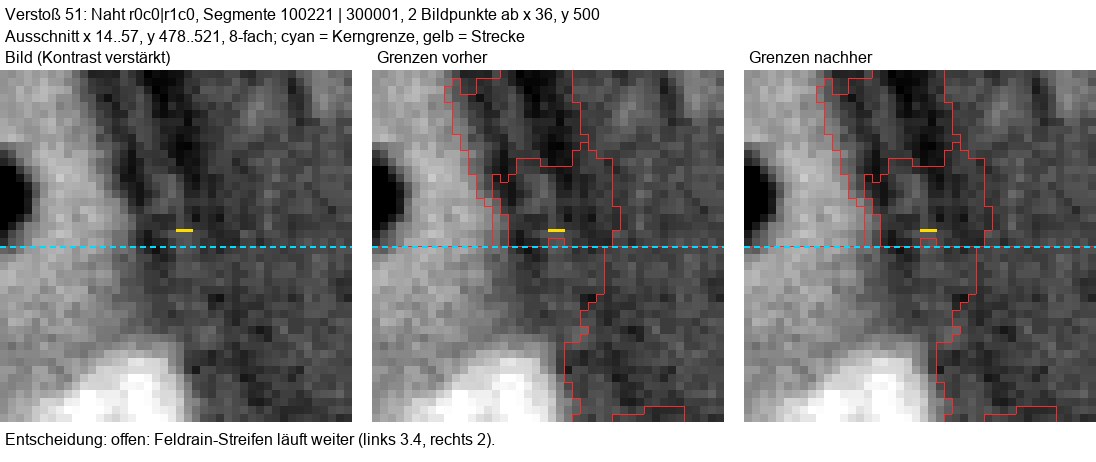 Verstoß 51: Naht r0c0|r1c0, Segmente 100221 | 300001, 2 Bildpunkte ab x 36, y 500
Ausschnitt x 14..57, y 478..521, 8-fach; cyan = Kerngrenze, gelb = Strecke
Bild (Kontrast verstärkt) Grenzen vorher Grenzen nachher
Entscheidung: offen: Feldrain-Streifen läuft weiter (links 3.4, rechts 2).